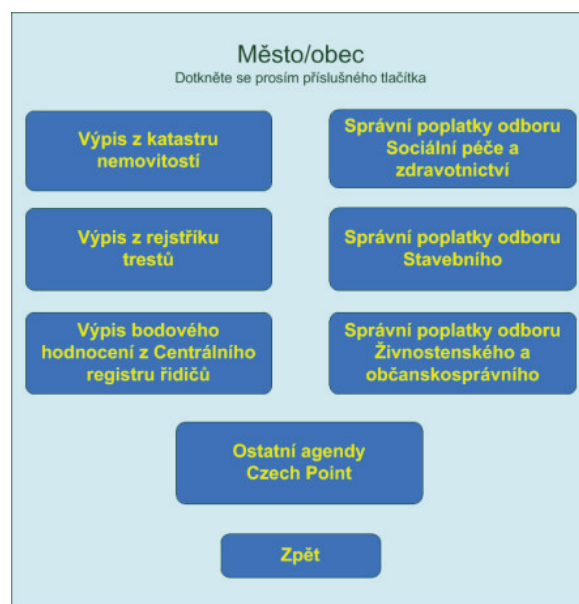 Město/obec
Dotkněte se prosím příslušného tlačítka
Výpis z katastru
nemovitostí
Správní poplatky odboru
Sociální péče a
zdravotnictví
Výpis z rejstříku
trestů
Správní poplatky odboru
Stavebního
Výpis bodového
hodnocení z Centrálního
registru řidičů
Správní poplatky odboru
Živnostenského a
občanskosprávního
Ostatní agendy
Czech Point
Zpět